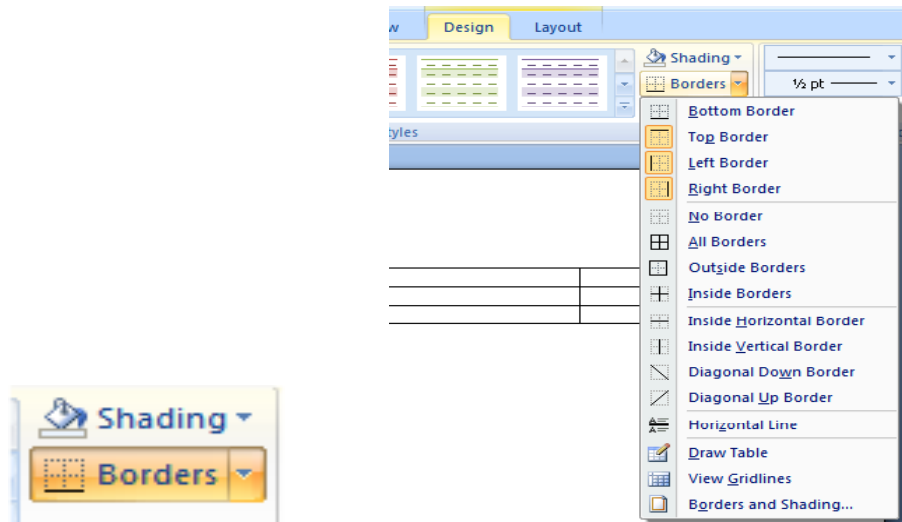 w Design Layout
Shading
Borders
½ pt
tyles
Bottom Border
Top Border
Left Border
Right Border
No Border
All Borders
Outside Borders
Inside Borders
Inside Horizontal Border
Inside Vertical Border
Diagonal Down Border
Diagonal Up Border
Horizontal Line
Draw Table
View Gridlines
Borders and Shading...
Shading
Borders